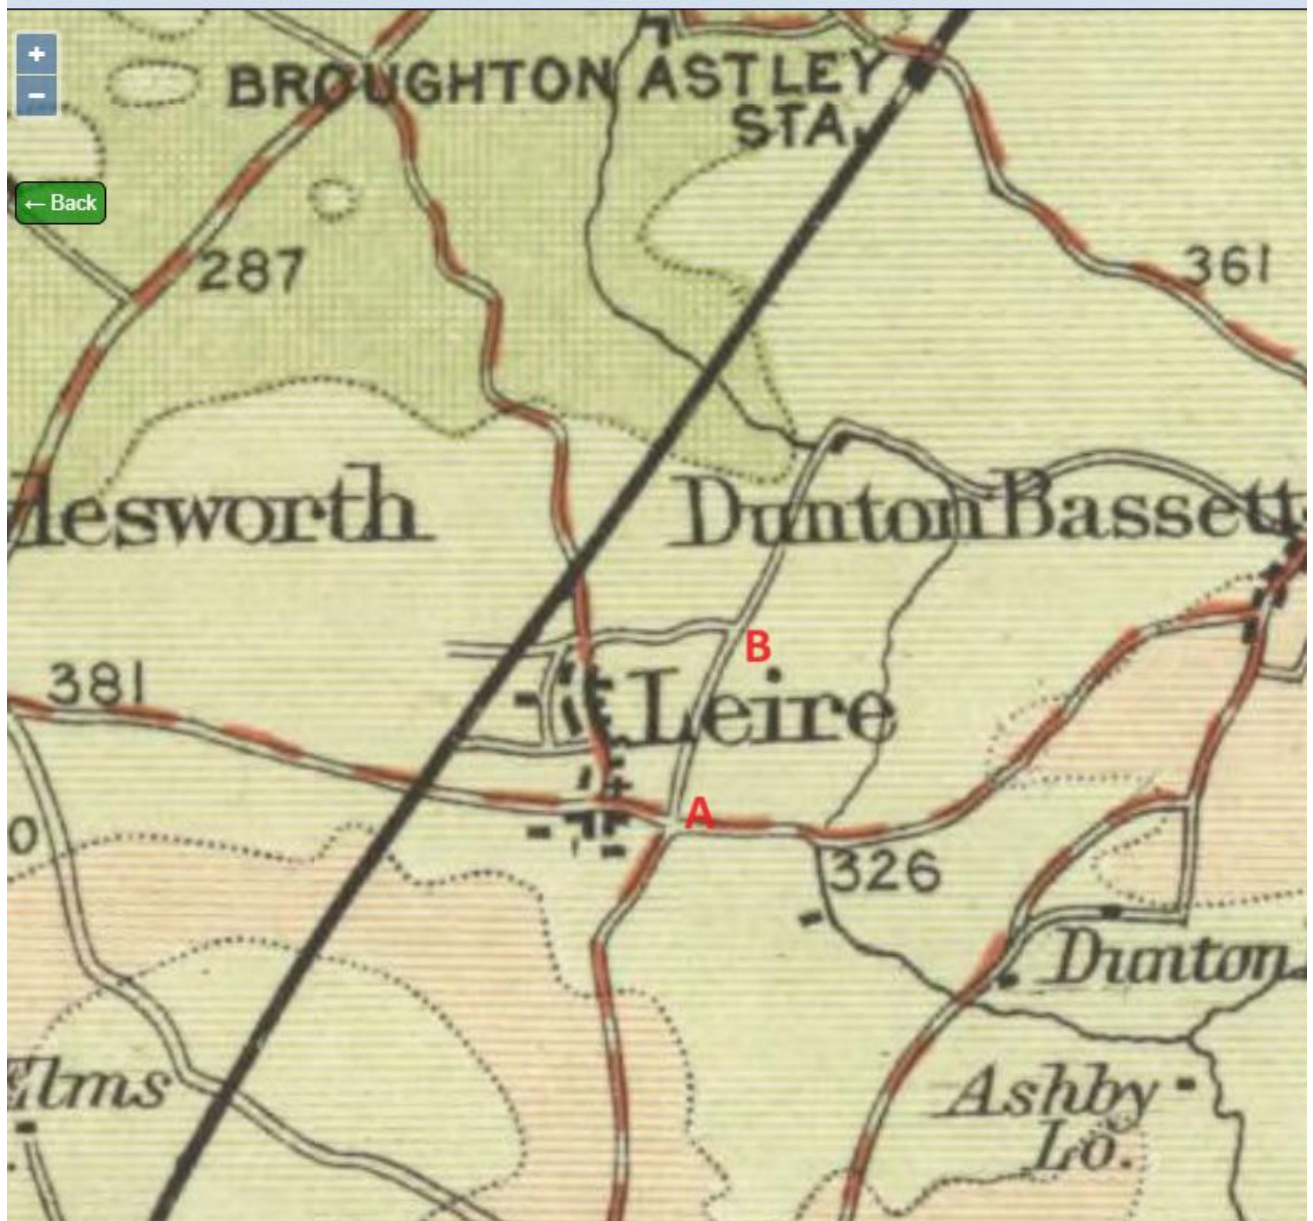 +
−
BROUGHTON ASTLEY
STA.
← Back
287
361
lesworth
Dunton Bassett
B
381
Leire
A
0
326
Dunton
Elms
Ashby
Lo.